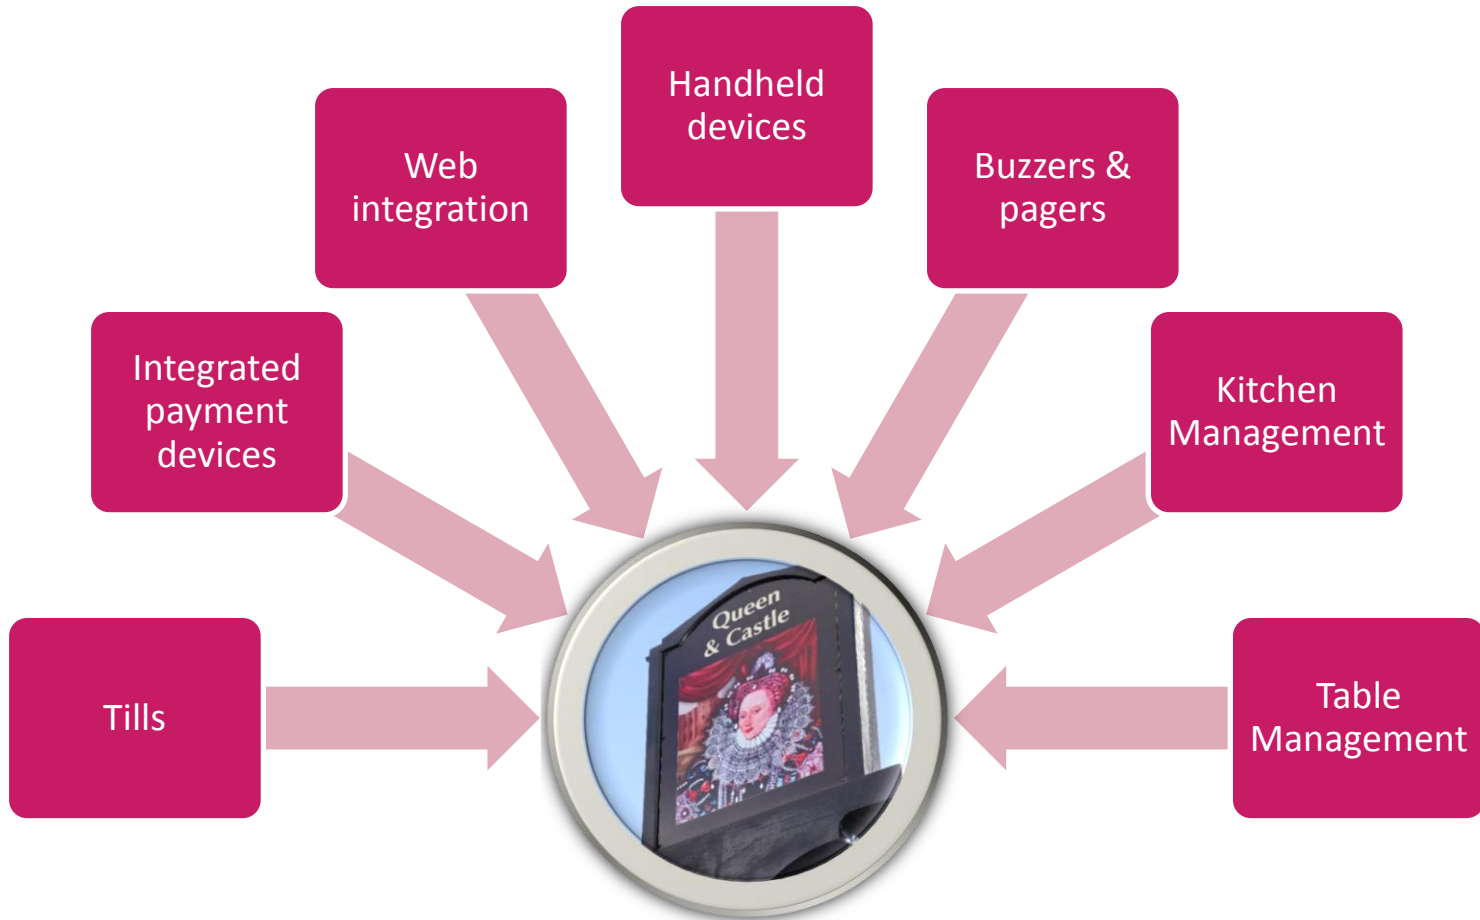 Handheld
devices
Web
integration
Buzzers &
pagers
Integrated
payment
devices
Kitchen
Management
Tills
Table
Management
Queen
& Castle